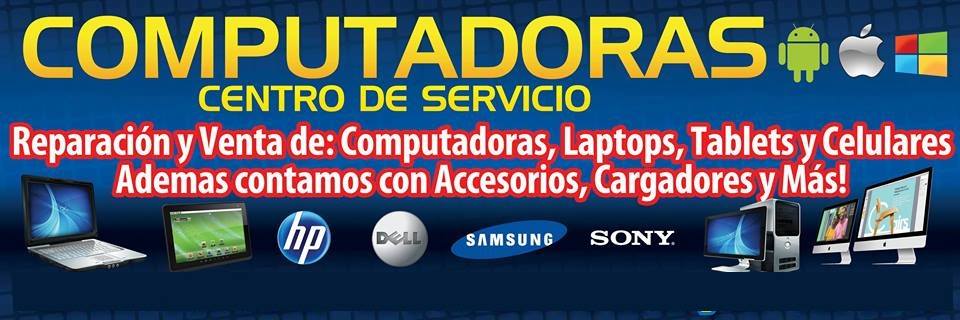 COMPUTADORAS
CENTRO DE SERVICIO
Reparación y Venta de: Computadoras, Laptops, Tablets y Celulares
Ademas contamos con Accesorios, Cargadores y Más!
hp
DELL
SAMSUNG
SONY